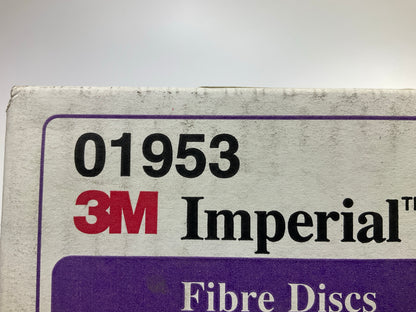 01953
3M Imperial™
Fibre Discs